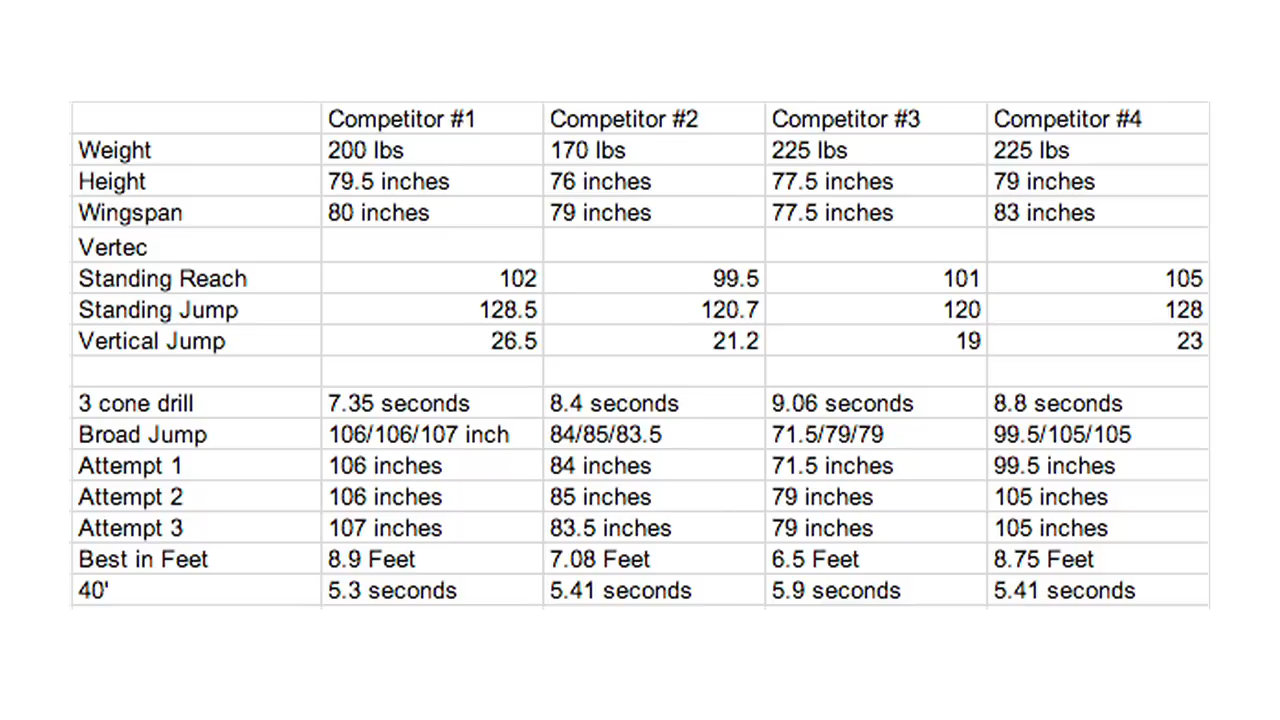 Competitor #1 Competitor #2 Competitor #3 Competitor #4
Weight 200 lbs 170 lbs 225 lbs 225 lbs
Height 79.5 inches 76 inches 77.5 inches 79 inches
Wingspan 80 inches 79 inches 77.5 inches 83 inches
Vertec
Standing Reach 102 99.5 101 105
Standing Jump 128.5 120.7 120 128
Vertical Jump 26.5 21.2 19 23
3 cone drill 7.35 seconds 8.4 seconds 9.06 seconds 8.8 seconds
Broad Jump 106/106/107 inch 84/85/83.5 71.5/79/79 99.5/105/105
Attempt 1 106 inches 84 inches 71.5 inches 99.5 inches
Attempt 2 106 inches 85 inches 79 inches 105 inches
Attempt 3 107 inches 83.5 inches 79 inches 105 inches
Best in Feet 8.9 Feet 7.08 Feet 6.5 Feet 8.75 Feet
40' 5.3 seconds 5.41 seconds 5.9 seconds 5.41 seconds